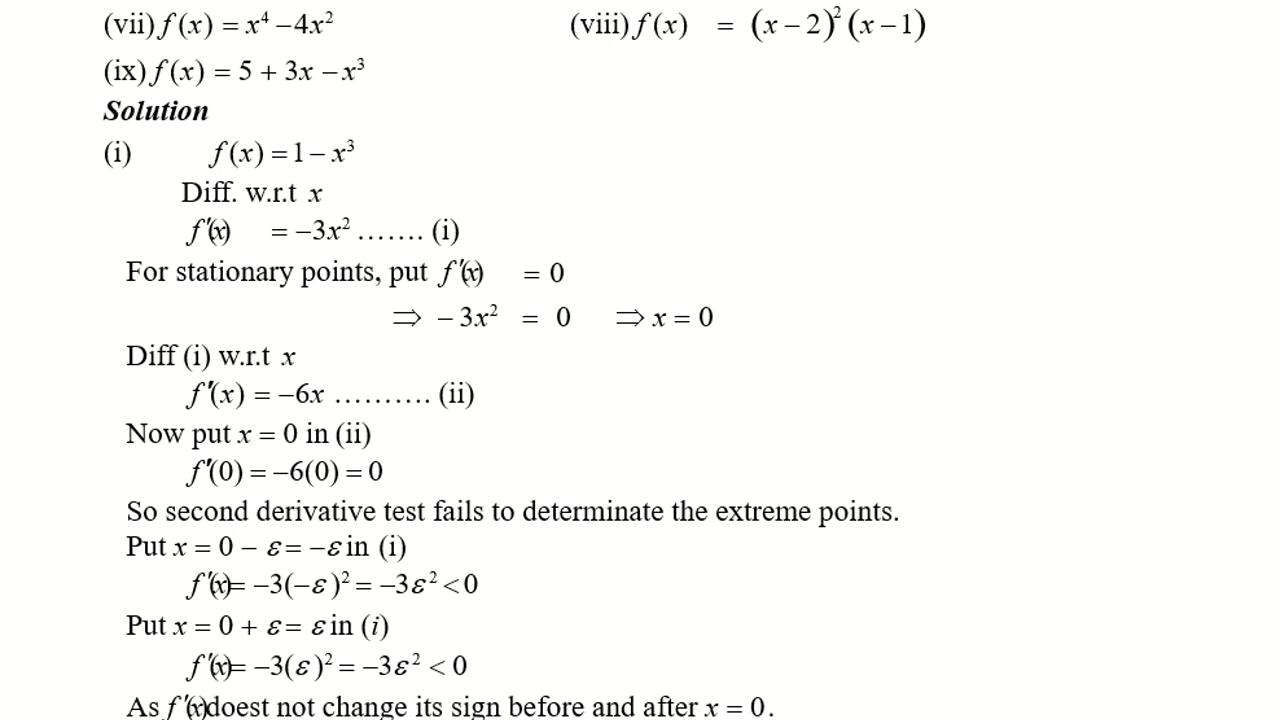 (vii) f(x) = x⁴ – 4x² (viii) f(x) = (x – 2)² (x – 1)
(ix) f(x) = 5 + 3x – x³
Solution
(i) f(x) = 1 – x³
Diff. w.r.t x
f′(x) = –3x² ....... (i)
For stationary points, put f′(x) = 0
⇒ – 3x² = 0 ⇒ x = 0
Diff (i) w.r.t x
f″(x) = –6x .......... (ii)
Now put x = 0 in (ii)
f″(0) = –6(0) = 0
So second derivative test fails to determinate the extreme points.
Put x = 0 – ε = –ε in (i)
f′(x) = –3(–ε)² = –3ε² < 0
Put x = 0 + ε = ε in (i)
f′(x) = –3(ε)² = –3ε² < 0
As f′(x) doest not change its sign before and after x = 0.